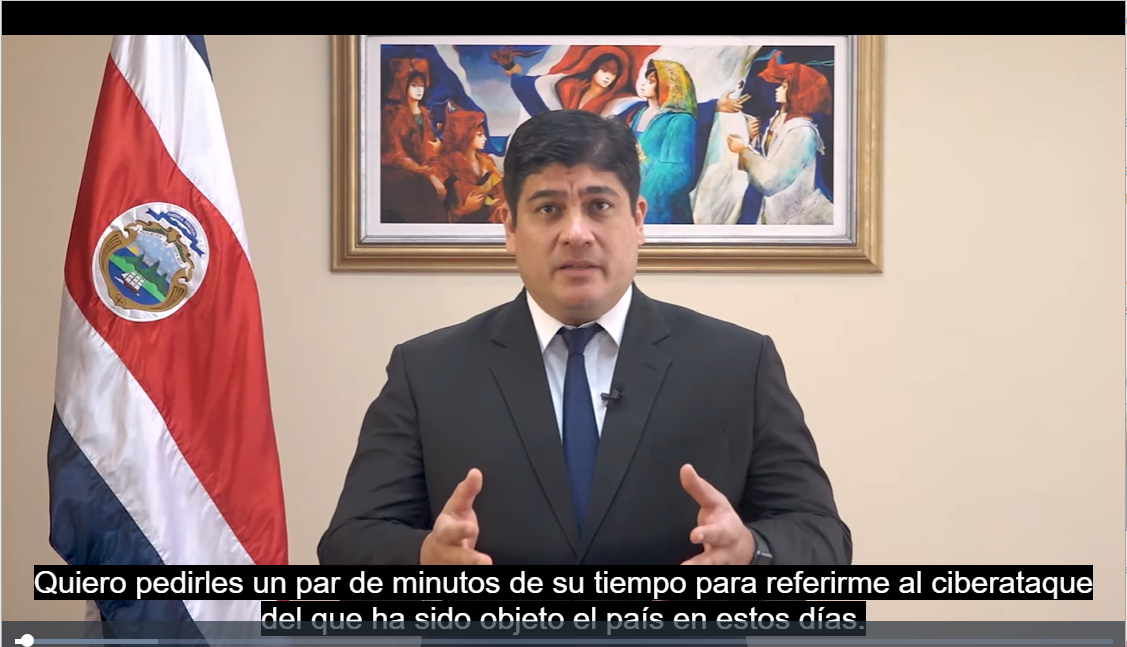 Quiero pedirles un par de minutos de su tiempo para referirme al ciberataque
del que ha sido objeto el país en estos días.